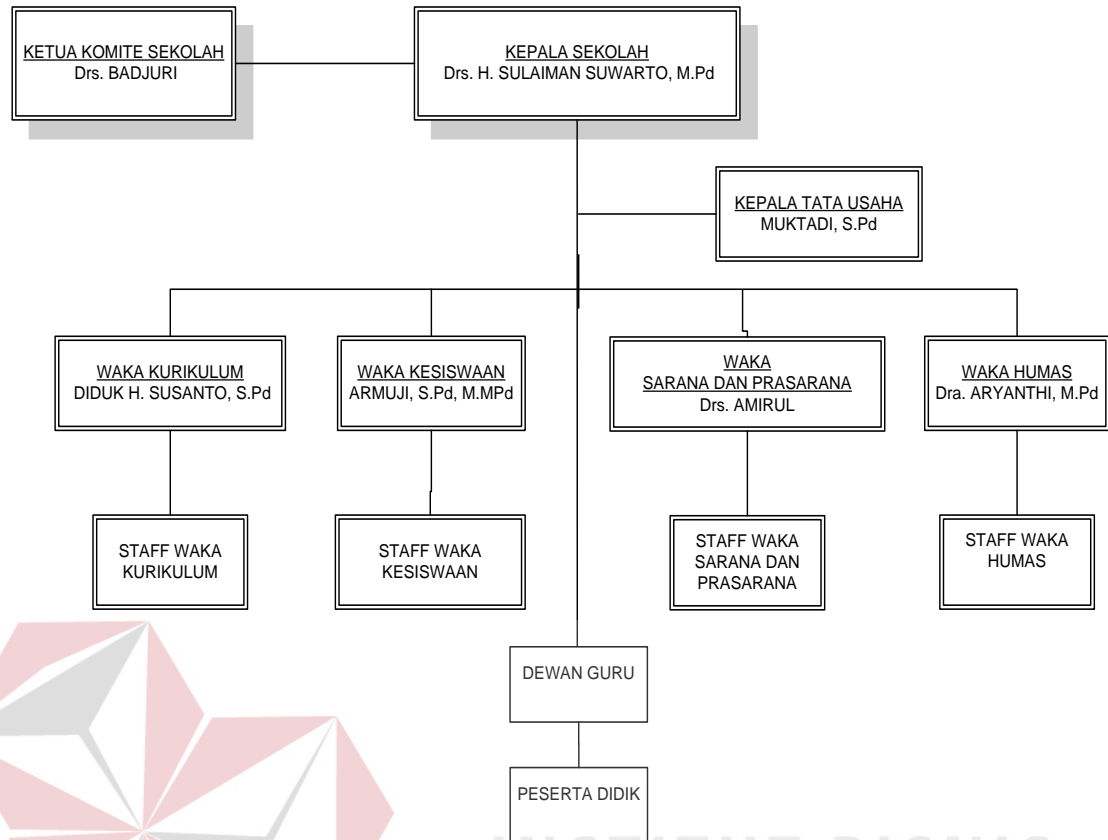 KETUA KOMITE SEKOLAH
Drs. BADJURI
KEPALA SEKOLAH
Drs. H. SULAIMAN SUWARTO, M.Pd
KEPALA TATA USAHA
MUKTADI, S.Pd
WAKA KURIKULUM
DIDUK H. SUSANTO, S.Pd
WAKA KESISWAAN
ARMUJI, S.Pd, M.MPd
WAKA
SARANA DAN PRASARANA
Drs. AMIRUL
WAKA HUMAS
Dra. ARYANTHI, M.Pd
STAFF WAKA
KURIKULUM
STAFF WAKA
KESISWAAN
STAFF WAKA
SARANA DAN
PRASARANA
STAFF WAKA
HUMAS
DEWAN GURU
PESERTA DIDIK
INSTITUT BISNIS